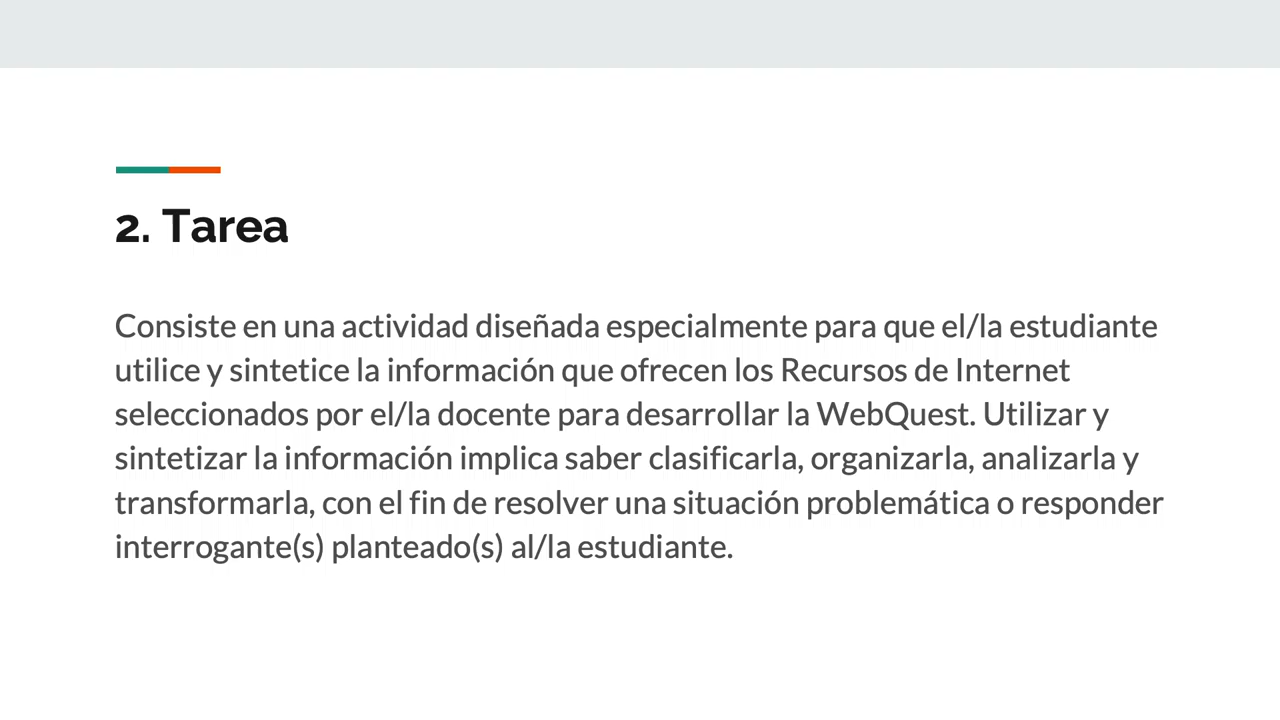 2. Tarea
Consiste en una actividad diseñada especialmente para que el/la estudiante
utilice y sintetice la información que ofrecen los Recursos de Internet
seleccionados por el/la docente para desarrollar la WebQuest. Utilizar y
sintetizar la información implica saber clasificarla, organizarla, analizarla y
transformarla, con el fin de resolver una situación problemática o responder
interrogante(s) planteado(s) al/la estudiante.